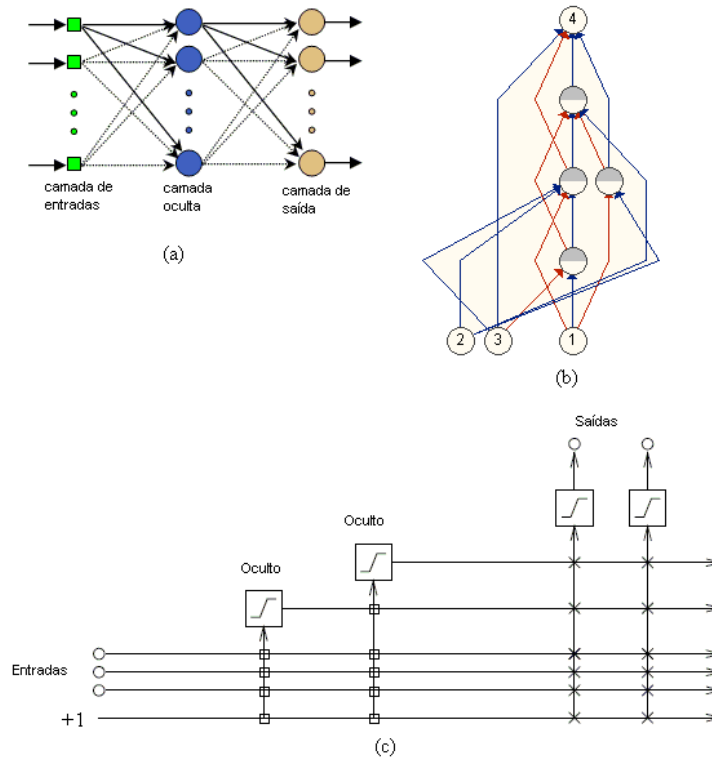 camada de
entradas
camada
oculta
camada de
saída
(a)
4
2
3
1
(b)
Saídas
Oculto
Oculto
Entradas
+1
(c)